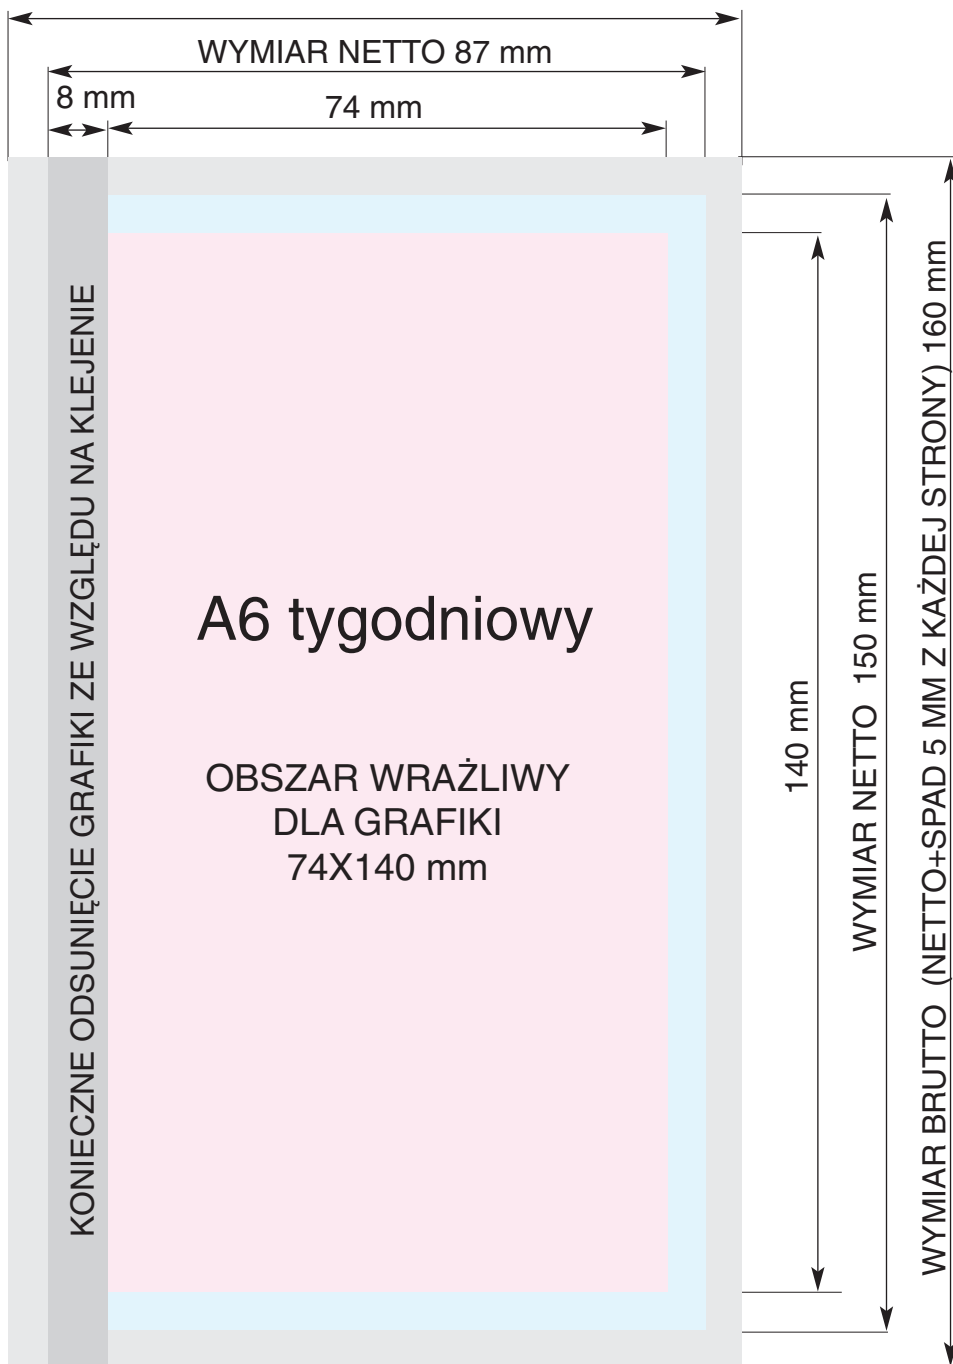 WYMIAR NETTO 87 mm
8 mm
74 mm
KONIECZNE ODSUNIĘCIE GRAFIKI ZE WZGLĘDU NA KLEJENIE
A6 tygodniowy
OBSZAR WRAŻLIWY
DLA GRAFIKI
74X140 mm
140 mm
WYMIAR NETTO 150 mm
WYMIAR BRUTTO (NETTO+SPAD 5 MM Z KAŻDEJ STRONY) 160 mm